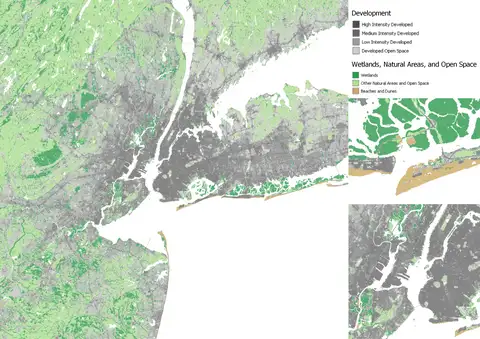 Development
High Intensity Developed
Medium Intensity Developed
Low Intensity Developed
Developed Open Space
Wetlands, Natural Areas, and Open Space
Wetlands
Other Natural Areas and Open Space
Beaches and Dunes